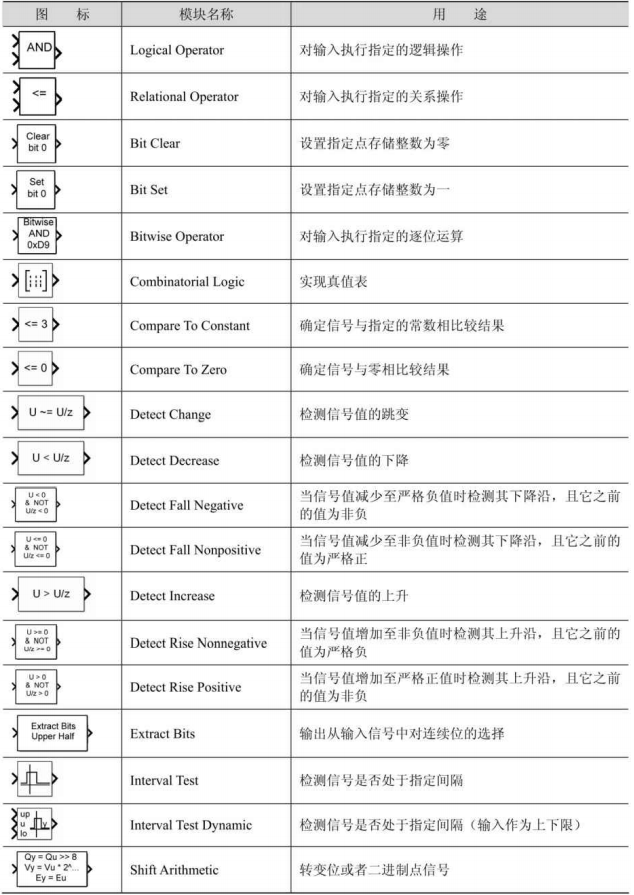 图 标 模块名称 用 途
AND Logical Operator 对输入执行指定的逻辑操作
<= Relational Operator 对输入执行指定的关系操作
Clear
bit 0
Bit Clear 设置指定点存储整数为零
Set
bit 0
Bit Set 设置指定点存储整数为一
Bitwise
AND
0xD9
Bitwise Operator 对输入执行指定的逐位运算
Combinatorial Logic 实现真值表
<= 3 Compare To Constant 确定信号与指定的常数相比较结果
<= 0 Compare To Zero 确定信号与零相比较结果
U ~= U/z Detect Change 检测信号值的跳变
U < U/z Detect Decrease 检测信号值的下降
U < 0
& NOT
U/z < 0
Detect Fall Negative 当信号值减少至严格负值时检测其下降沿，且它之前
的值为非负
U <= 0
& NOT
U/z <= 0
Detect Fall Nonpositive 当信号值减少至非负值时检测其下降沿，且它之前的
值为严格正
U > U/z Detect Increase 检测信号值的上升
U >= 0
& NOT
U/z >= 0
Detect Rise Nonnegative 当信号值增加至非负值时检测其上升沿，且它之前的
值为严格负
U > 0
& NOT
U/z > 0
Detect Rise Positive 当信号值增加至严格正值时检测其上升沿，且它之前
的值为非负
Extract Bits
Upper Half
Extract Bits 输出从输入信号中对连续位的选择
Interval Test 检测信号是否处于指定间隔
up
u y
lo
Interval Test Dynamic 检测信号是否处于指定间隔（输入作为上下限）
Qy = Qu >> 8
Vy = Vu * 2^...
Ey = Eu
Shift Arithmetic 转变位或者二进制点信号